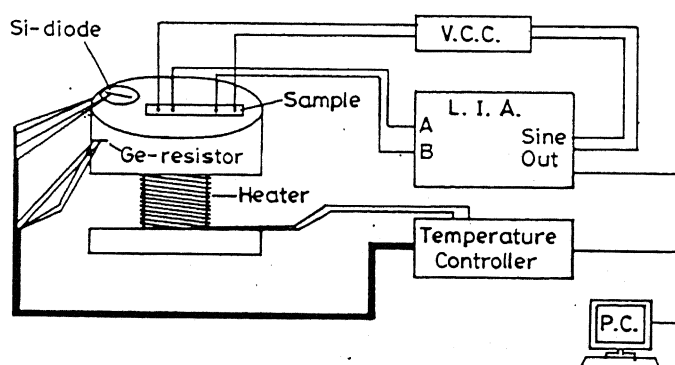 Si-diode
V.C.C.
Sample
L. I. A.
A
Sine
B
Out
Ge-resistor
Heater
Temperature
Controller
P.C.